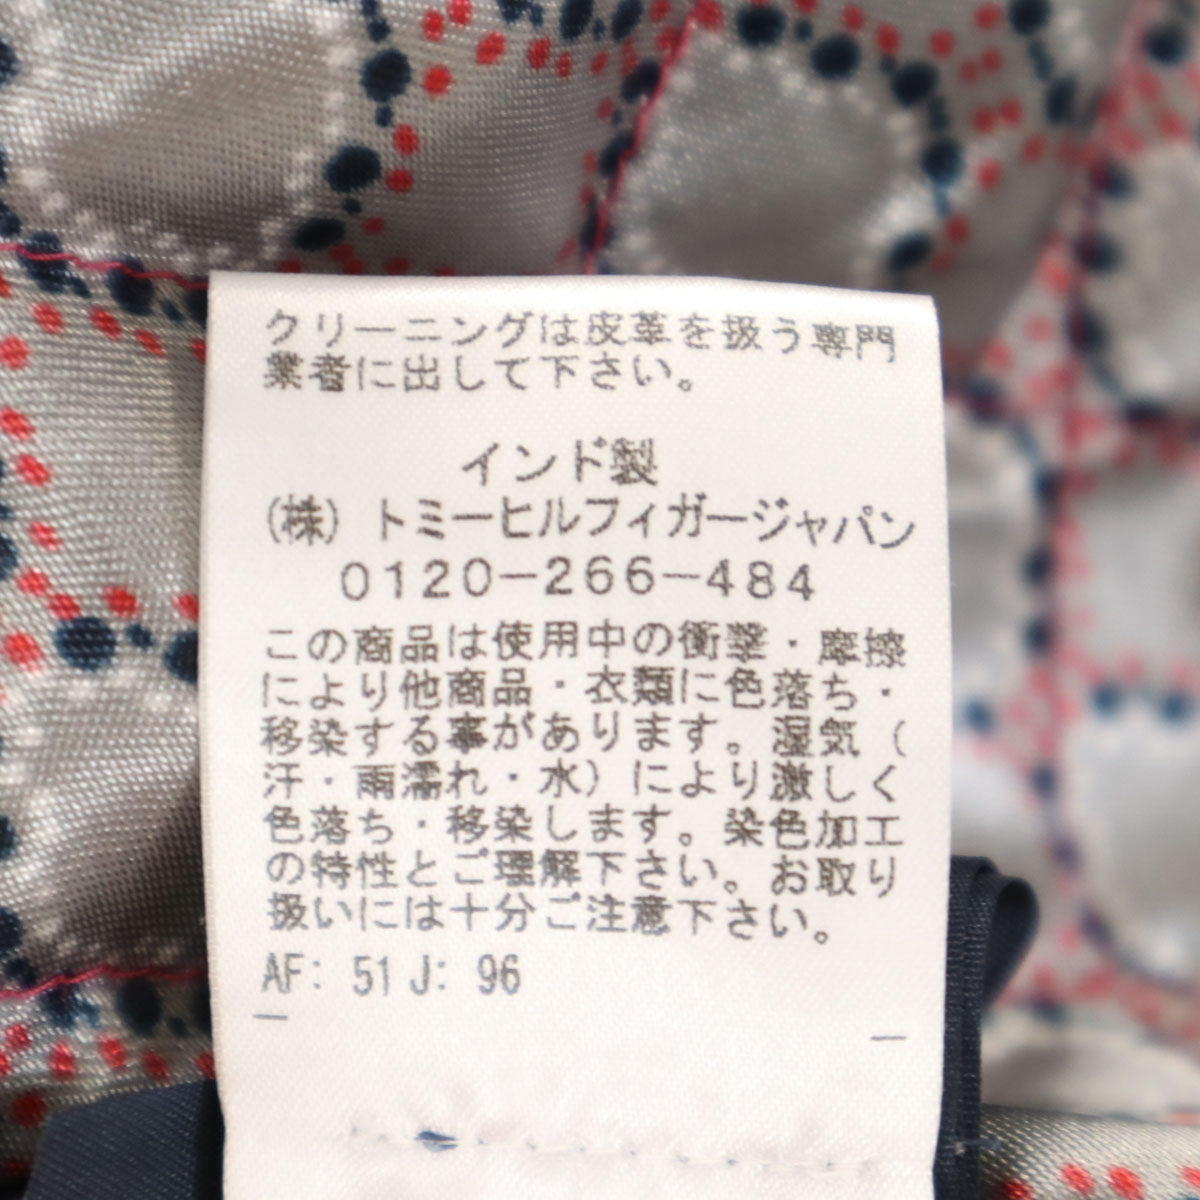 クリーニングは皮革を扱う専門
業者に出して下さい。
インド製
(株) トミーヒルフィガージャパン
0120-266-484
この商品は使用中の衝撃・摩擦
により他商品・衣類に色落ち・
移染する事があります。湿気（
汗・雨濡れ・水）により激しく
色落ち・移染します。染色加工
の特性とご理解下さい。お取り
扱いには十分ご注意下さい。
AF: 51 J: 96